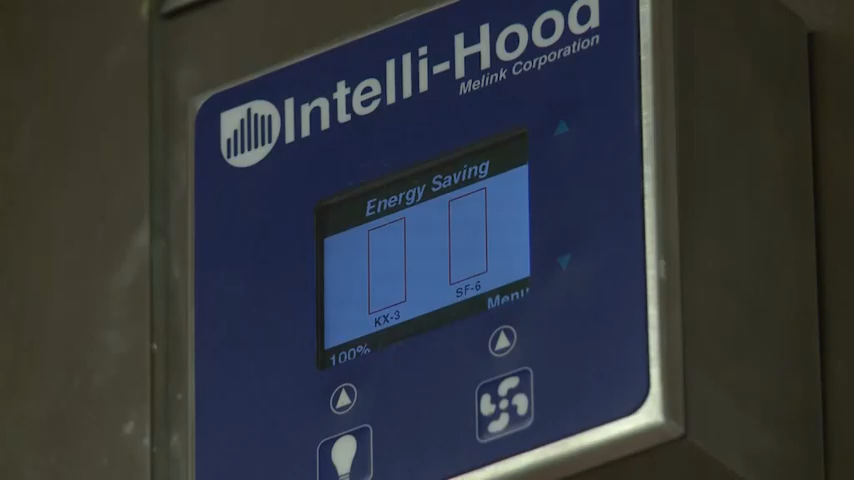 Intelli-Hood
Melink Corporation
Energy Saving
KX-3
SF-6
100%
Menu